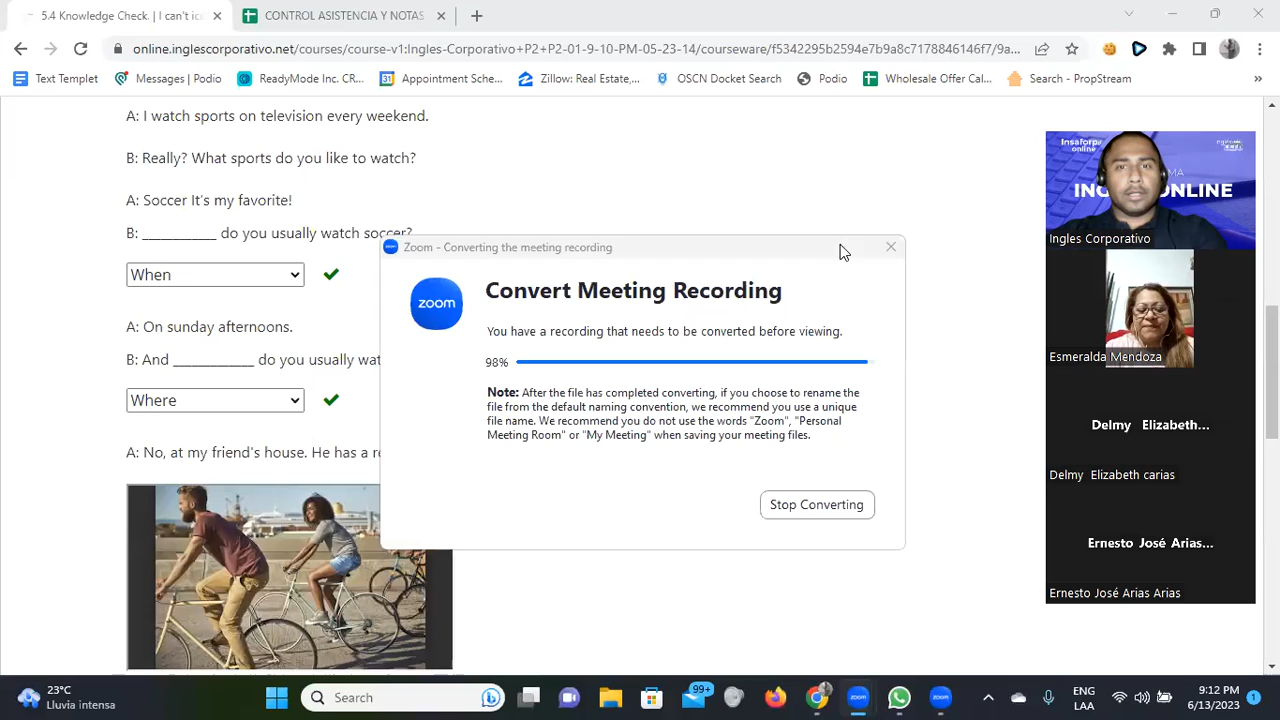 5.4 Knowledge Check. | I can't ic
CONTROL ASISTENCIA Y NOTAS
online.inglescorporativo.net/courses/course-v1:Ingles-Corporativo+P2+P2-01-9-10-PM-05-23-14/courseware/f5342295b2594e7b9a8c7178846146f7/9a...
Text Templet
Messages | Podio
ReadyMode Inc. CR...
Appointment Sche...
Zillow: Real Estate,...
OSCN Docket Search
Podio
Wholesale Offer Cal...
Search - PropStream
A: I watch sports on television every weekend.
B: Really? What sports do you like to watch?
A: Soccer It's my favorite!
B: ___________ do you usually watch soccer?
When
A: On sunday afternoons.
B: And ____________ do you usually wat
Where
A: No, at my friend's house. He has a re
Zoom - Converting the meeting recording
zoom
Convert Meeting Recording
You have a recording that needs to be converted before viewing.
98%
Note: After the file has completed converting, if you choose to rename the
file from the default naming convention, we recommend you use a unique
file name. We recommend you do not use the words "Zoom", "Personal
Meeting Room" or "My Meeting" when saving your meeting files.
Stop Converting
Ingles Corporativo
Esmeralda Mendoza
Delmy Elizabeth...
Delmy Elizabeth carias
Ernesto José Arias...
Ernesto José Arias Arias
23°C
Lluvia intensa
Search
99+
ENG
LAA
9:12 PM
6/13/2023
1